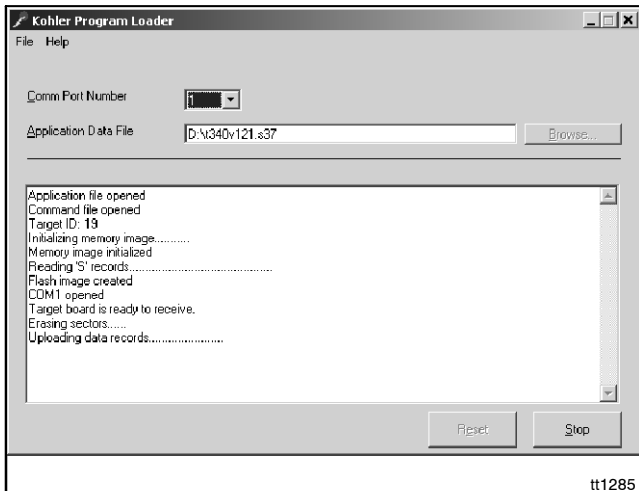 Kohler Program Loader
File Help
Comm Port Number
1
Application Data File
D:\t340v121.s37
Browse...
Application file opened
Command file opened
Target ID: 19
Initializing memory image...........
Memory image initialized
Reading 'S' records.............................................
Flash image created
COM1 opened
Target board is ready to receive.
Erasing sectors......
Uploading data records........................
Reset
Stop
tt1285